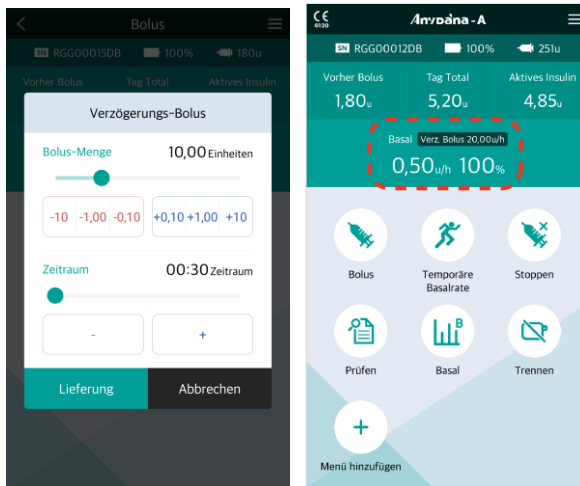 Bolus
SN RGG00015DB 100% 180u
Vorher Bolus Tag Total Aktives Insulin
Verzögerungs-Bolus
Bolus-Menge 10,00 Einheiten
-10 -1,00 -0,10 +0,10 +1,00 +10
Zeitraum 00:30 Zeitraum
- +
Lieferung Abbrechen
CE 0120 AnyDana-A
SN RGG00012DB 100% 251u
Vorher Bolus Tag Total Aktives Insulin
1,80u 5,20u 4,85u
Basal Verz. Bolus 20,00u/h
0,50u/h 100%
Bolus Temporäre Basalrate Stoppen
B
Prüfen Basal Trennen
+
Menü hinzufügen